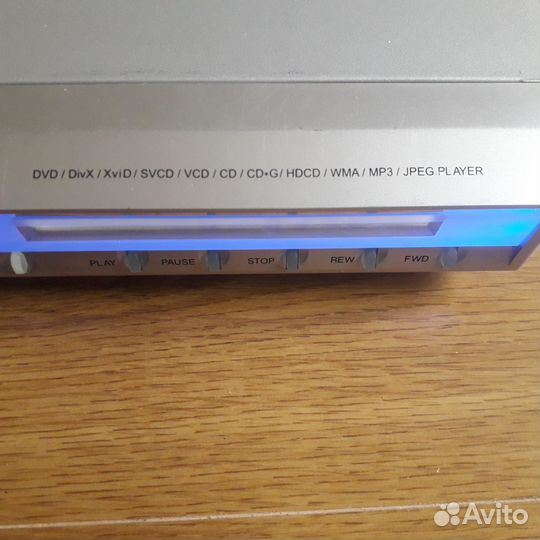 DVD / DivX / XviD / SVCD / VCD / CD / CD•G / HDCD / WMA / MP3 / JPEG PLAYER
PLAY PAUSE STOP REW FWD
Avito